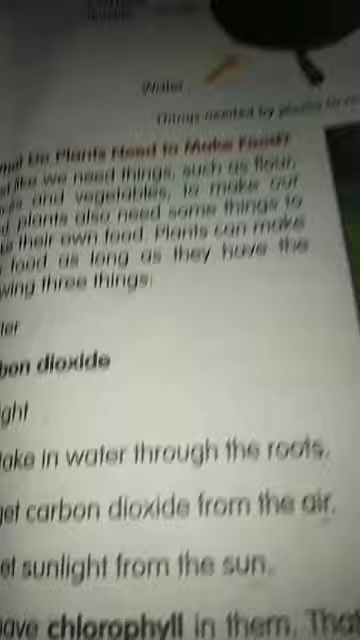 Water
Things needed by plants to
Do Plants Need to Make Food?
like we need things, such as flour,
and vegetables, to make our
plants also need some things to
their own food. Plants can make
food as long as they have the
wing three things:
ter
bon dioxide
ght
ake in water through the roots.
get carbon dioxide from the air.
et sunlight from the sun.
ave chlorophyll in them. That